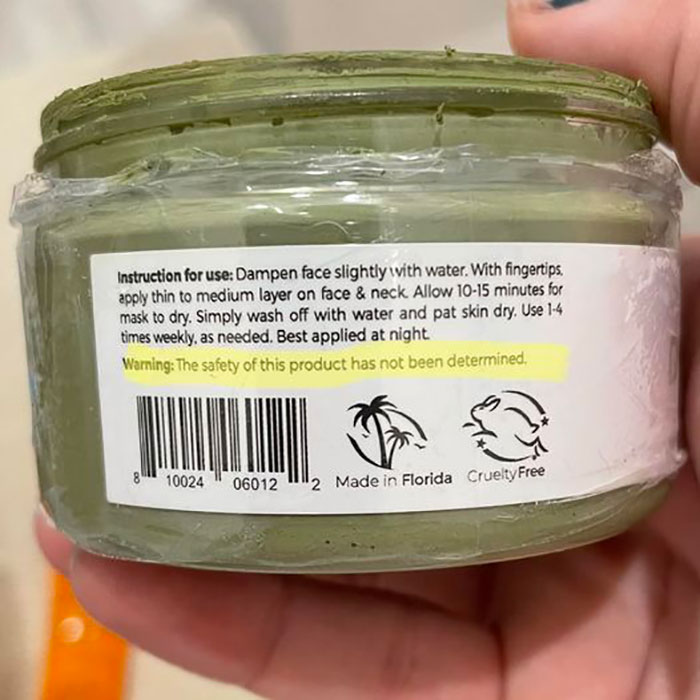 Instruction for use: Dampen face slightly with water. With fingertips,
apply thin to medium layer on face & neck. Allow 10-15 minutes for
mask to dry. Simply wash off with water and pat skin dry. Use 1-4
times weekly, as needed. Best applied at night.
Warning: The safety of this product has not been determined.
8 10024 06012 2
Made in Florida
Cruelty Free